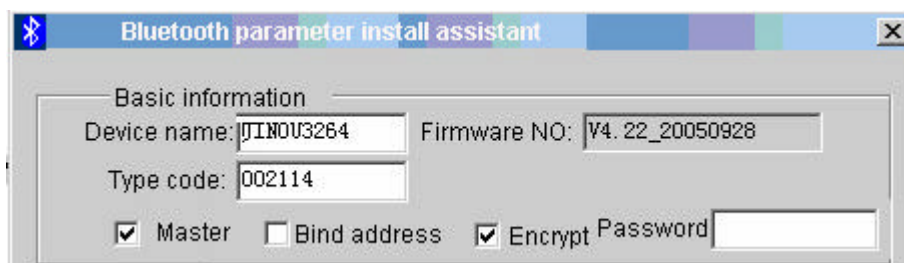 Bluetooth parameter install assistant
Basic information
Device name: JINOU3264 Firmware NO: V4.22_20050928
Type code: 002114
Master Bind address Encrypt Password